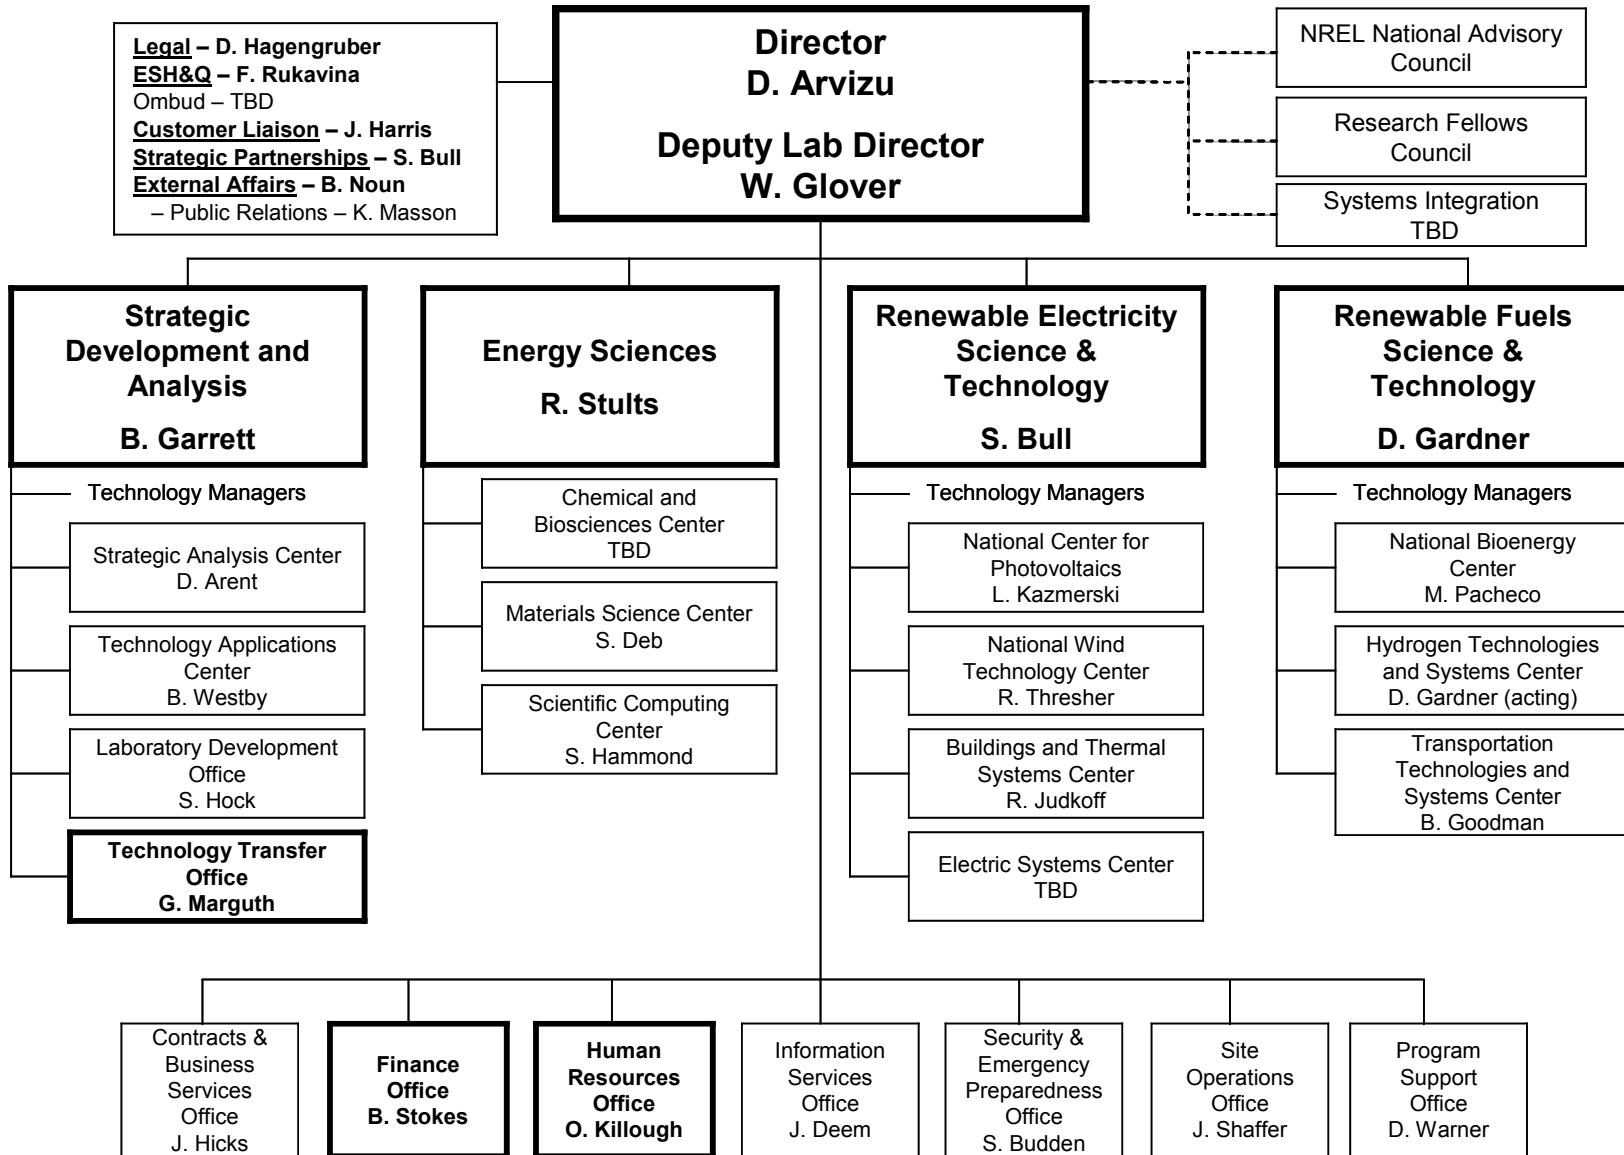 Legal – D. Hagengruber
ESH&Q – F. Rukavina
Ombud – TBD
Customer Liaison – J. Harris
Strategic Partnerships – S. Bull
External Affairs – B. Noun
– Public Relations – K. Masson
Director
D. Arvizu
Deputy Lab Director
W. Glover
NREL National Advisory
Council
Research Fellows
Council
Systems Integration
TBD
Strategic
Development and
Analysis
B. Garrett
Technology Managers
Strategic Analysis Center
D. Arent
Technology Applications
Center
B. Westby
Laboratory Development
Office
S. Hock
Technology Transfer
Office
G. Marguth
Energy Sciences
R. Stults
Chemical and
Biosciences Center
TBD
Materials Science Center
S. Deb
Scientific Computing
Center
S. Hammond
Renewable Electricity
Science &
Technology
S. Bull
Technology Managers
National Center for
Photovoltaics
L. Kazmerski
National Wind
Technology Center
R. Thresher
Buildings and Thermal
Systems Center
R. Judkoff
Electric Systems Center
TBD
Renewable Fuels
Science &
Technology
D. Gardner
Technology Managers
National Bioenergy
Center
M. Pacheco
Hydrogen Technologies
and Systems Center
D. Gardner (acting)
Transportation
Technologies and
Systems Center
B. Goodman
Contracts &
Business
Services
Office
J. Hicks
Finance
Office
B. Stokes
Human
Resources
Office
O. Killough
Information
Services
Office
J. Deem
Security &
Emergency
Preparedness
Office
S. Budden
Site
Operations
Office
J. Shaffer
Program
Support
Office
D. Warner